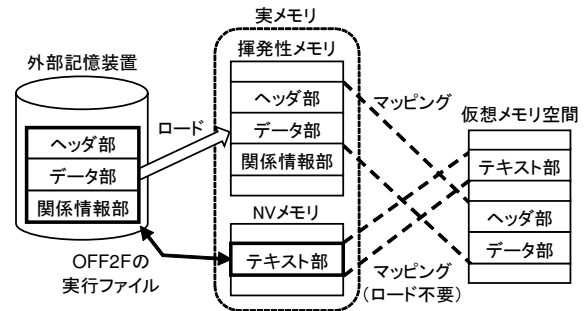 実メモリ
外部記憶装置
揮発性メモリ
ヘッダ部
データ部
関係情報部
ロード
ヘッダ部
データ部
関係情報部
マッピング
仮想メモリ空間
テキスト部
ヘッダ部
データ部
NVメモリ
テキスト部
OFF2Fの
実行ファイル
マッピング
(ロード不要)